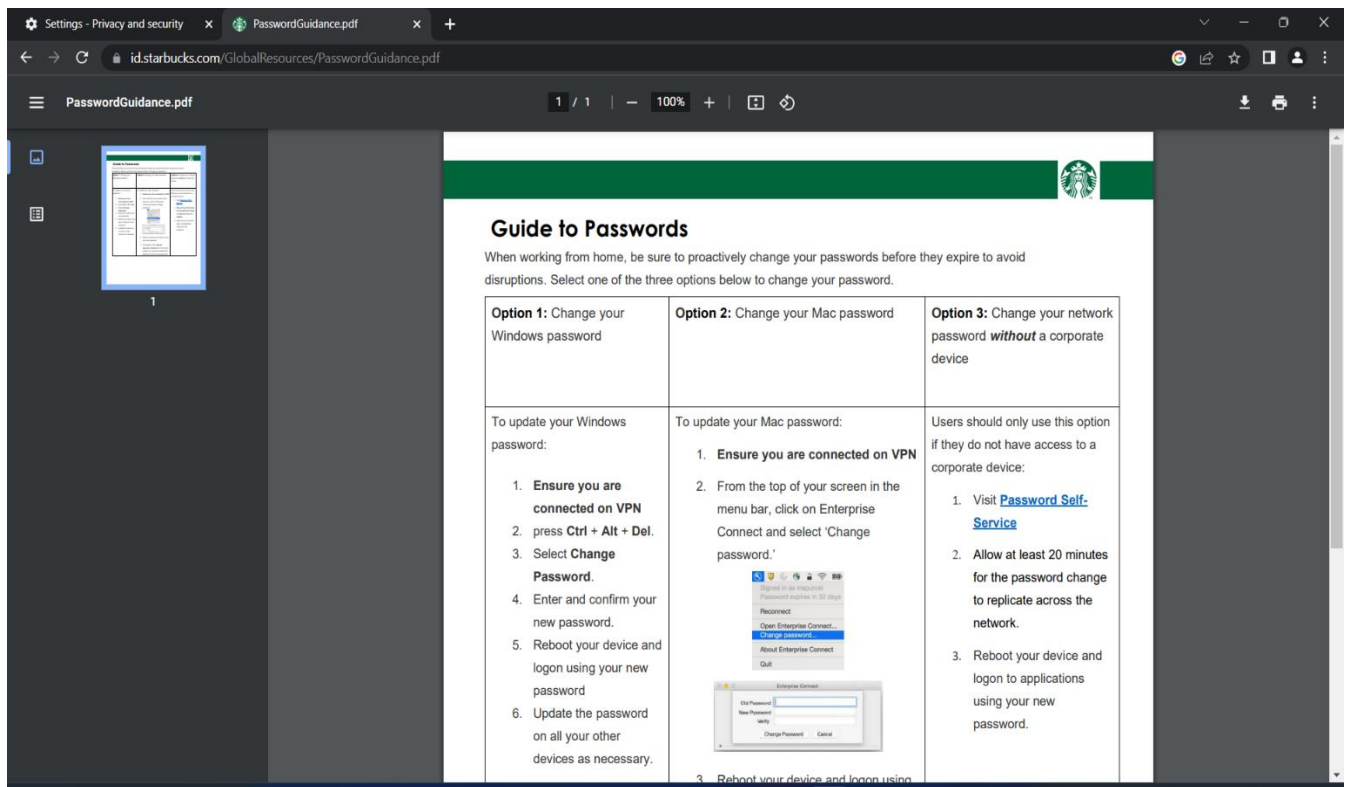 Settings - Privacy and security
PasswordGuidance.pdf
id.starbucks.com/GlobalResources/PasswordGuidance.pdf
PasswordGuidance.pdf
1 / 1
100%
1
Guide to Passwords
When working from home, be sure to proactively change your passwords before they expire to avoid
disruptions. Select one of the three options below to change your password.
Option 1: Change your
Windows password
Option 2: Change your Mac password
Option 3: Change your network
password without a corporate
device
To update your Windows
password:
1. Ensure you are
connected on VPN
2. press Ctrl + Alt + Del.
3. Select Change
Password.
4. Enter and confirm your
new password.
5. Reboot your device and
logon using your new
password
6. Update the password
on all your other
devices as necessary.
To update your Mac password:
1. Ensure you are connected on VPN
2. From the top of your screen in the
menu bar, click on Enterprise
Connect and select ‘Change
password.’
Password expires in 30 days
Reconnect
Open Enterprise Connect...
Change password...
About Enterprise Connect
Quit
Enterprise Connect
Old Password
New Password
Verify
Change Password Cancel
3. Reboot your device and logon using
Users should only use this option
if they do not have access to a
corporate device:
1. Visit Password Self-
Service
2. Allow at least 20 minutes
for the password change
to replicate across the
network.
3. Reboot your device and
logon to applications
using your new
password.